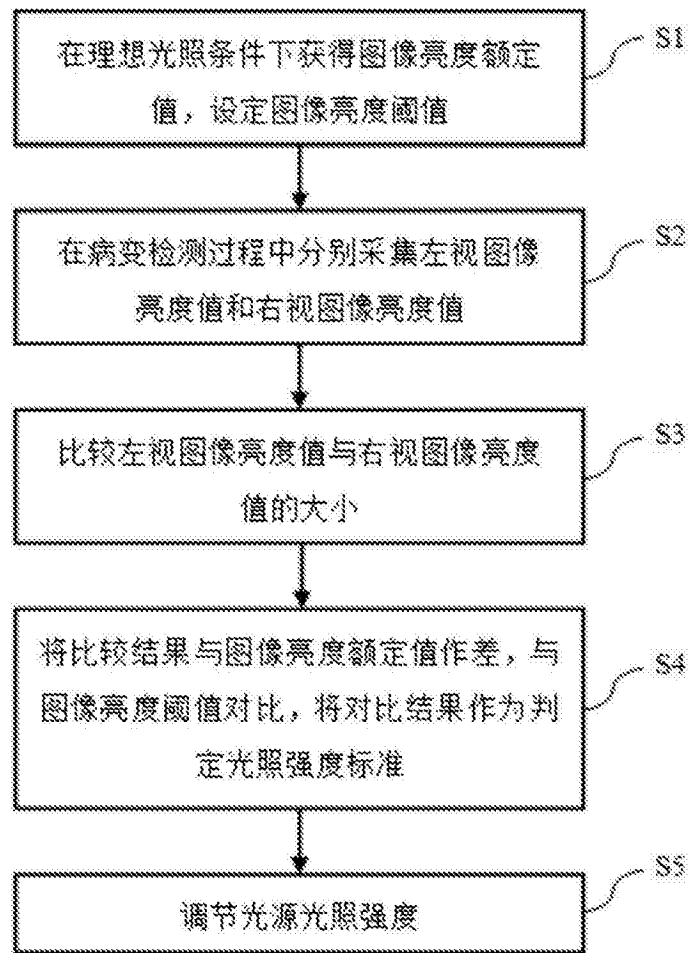 S1
在理想光照条件下获得图像亮度额定
值，设定图像亮度阈值
S2
在病变检测过程中分别采集左视图像
亮度值和右视图像亮度值
S3
比较左视图像亮度值与右视图像亮度
值的大小
S4
将比较结果与图像亮度额定值作差，与
图像亮度阈值对比，将对比结果作为判
定光照强度标准
S5
调节光源光照强度